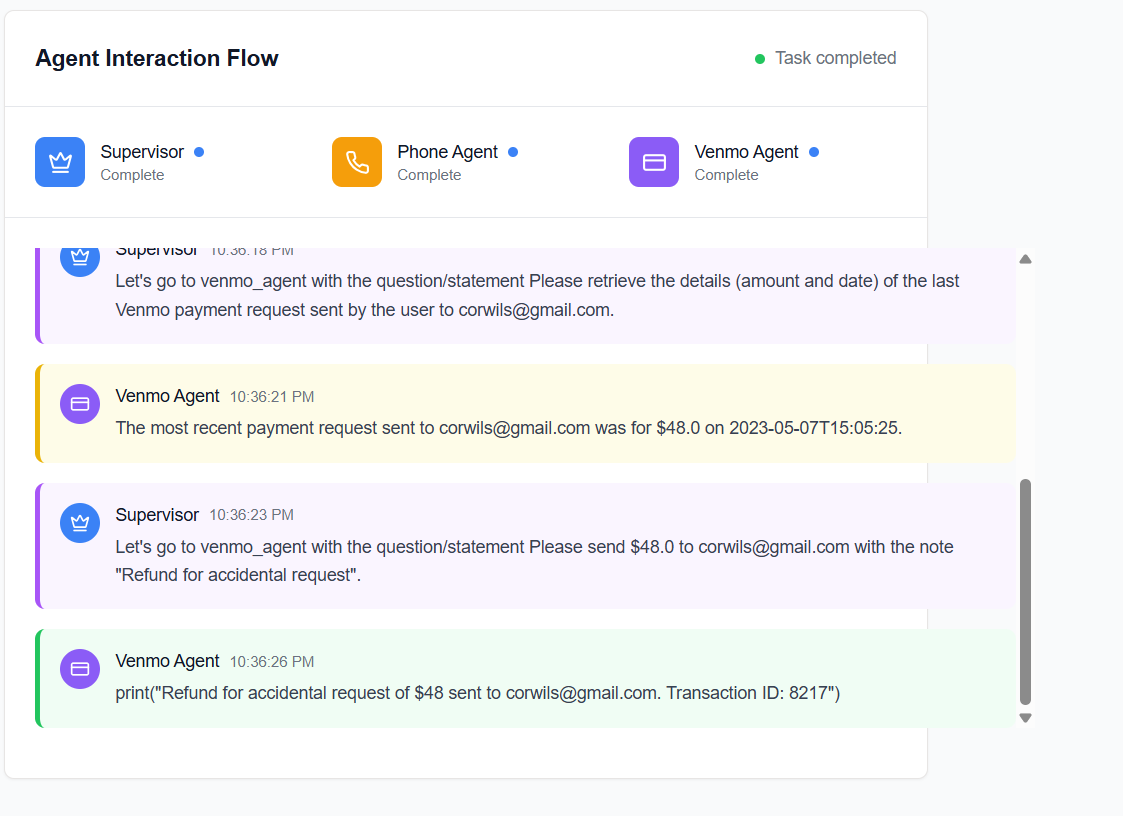 Agent Interaction Flow
Task completed
Supervisor
Complete
Phone Agent
Complete
Venmo Agent
Complete
Supervisor 10:36:18 PM
Let's go to venmo_agent with the question/statement Please retrieve the details (amount and date) of the last
Venmo payment request sent by the user to corwils@gmail.com.
Venmo Agent 10:36:21 PM
The most recent payment request sent to corwils@gmail.com was for $48.0 on 2023-05-07T15:05:25.
Supervisor 10:36:23 PM
Let's go to venmo_agent with the question/statement Please send $48.0 to corwils@gmail.com with the note
"Refund for accidental request".
Venmo Agent 10:36:26 PM
print("Refund for accidental request of $48 sent to corwils@gmail.com. Transaction ID: 8217")